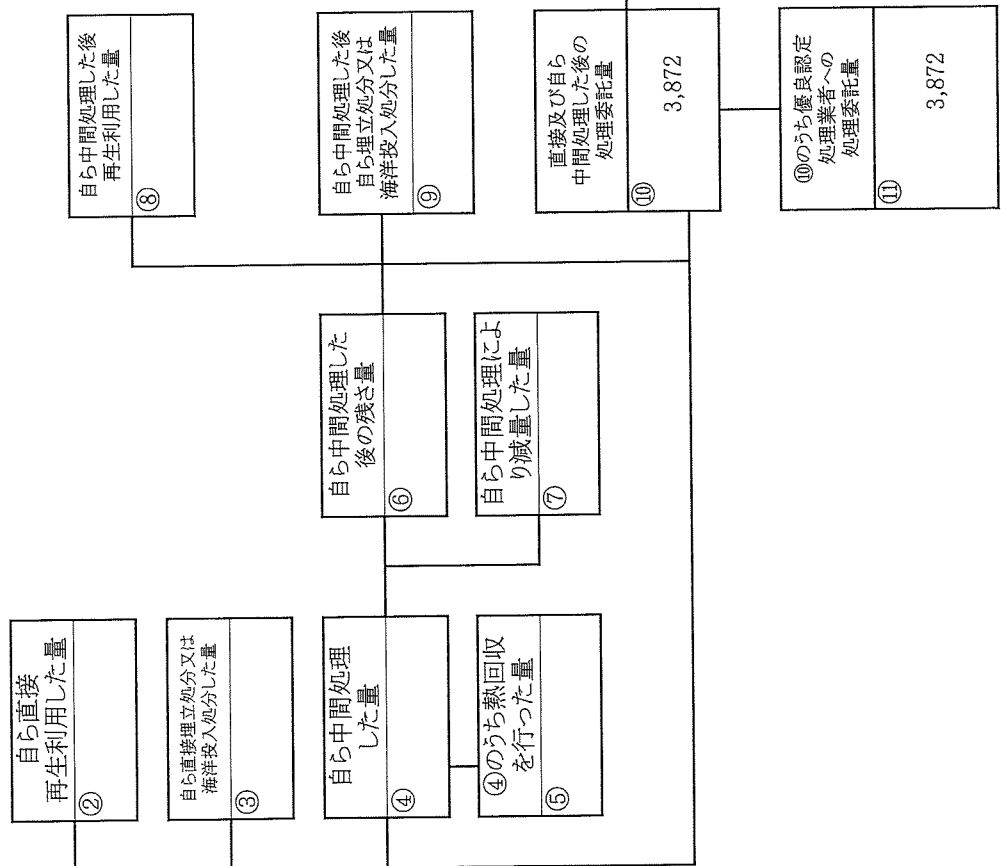 自ら直接
再生利用した量
②
自ら直接埋立処分又は
海洋投入処分した量
③
自ら中間処理
した量
④
④のうち熱回収
を行った量
⑤
自ら中間処理した
後の残さ量
⑥
自ら中間処理によ
り減量した量
⑦
自ら中間処理した後
再生利用した量
⑧
自ら中間処理した後
自ら埋立処分又は
海洋投入処分した量
⑨
直接及び自ら
中間処理した後の
処理委託量
⑩
3,872
⑩のうち優良認定
処理業者への
処理委託量
⑪
3,872